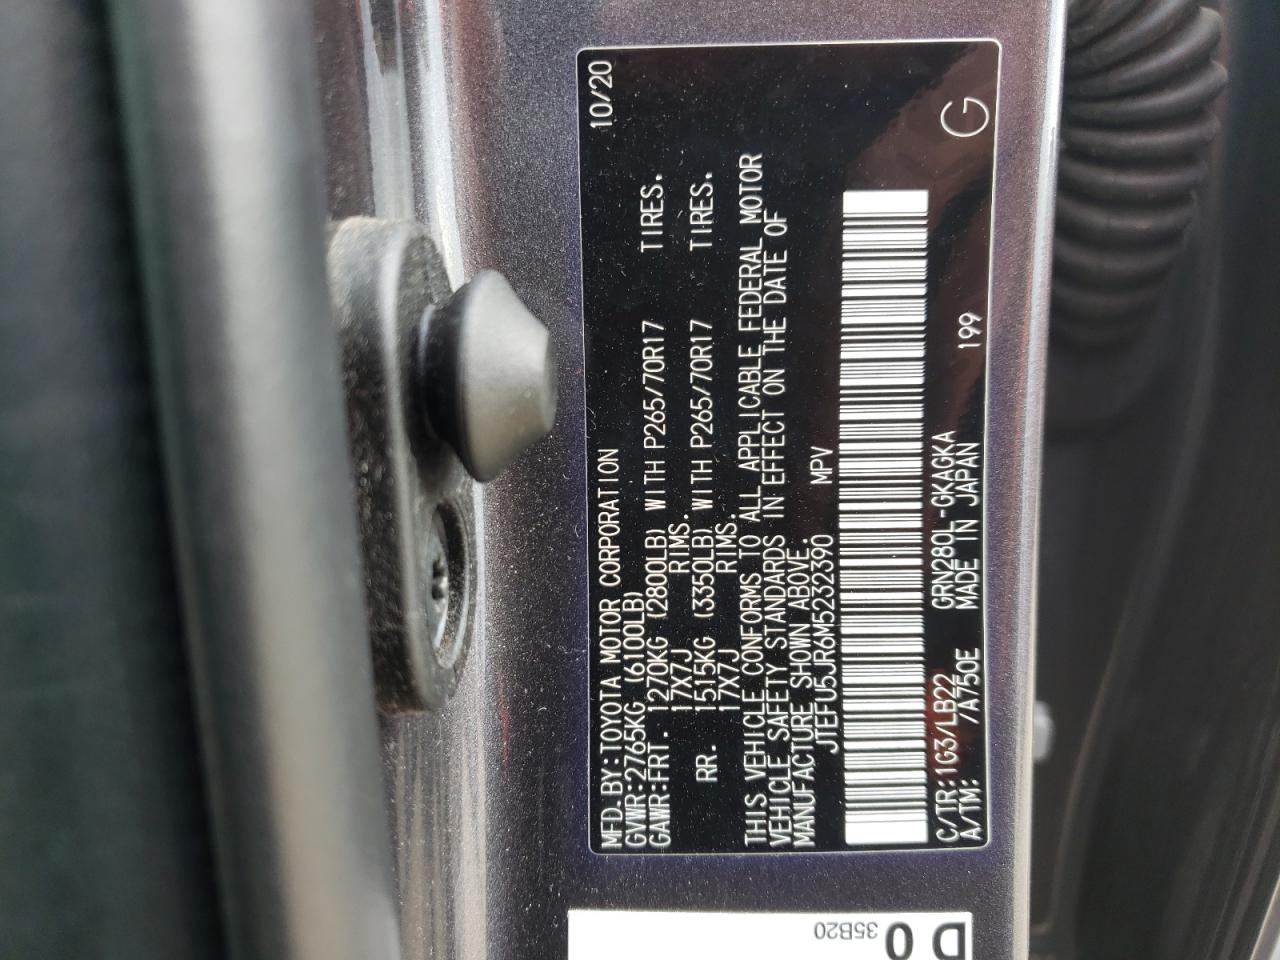 MFD.BY:TOYOTA MOTOR CORPORATION 10/20
GVWR:2765KG (6100LB)
GAWR:FRT. 1270KG (2800LB) WITH P265/70R17 TIRES.
17X7J RIMS.
RR. 1515KG (3350LB) WITH P265/70R17 TIRES.
17X7J RIMS.
THIS VEHICLE CONFORMS TO ALL APPLICABLE FEDERAL MOTOR
VEHICLE SAFETY STANDARDS IN EFFECT ON THE DATE OF
MANUFACTURE SHOWN ABOVE.
JTEFU5JR6M5232390 MPV
C/TR:1G3/LB22 GRN280L-GKAGKA
A/TM: /A750E MADE IN JAPAN 199 G
D 0
35B20